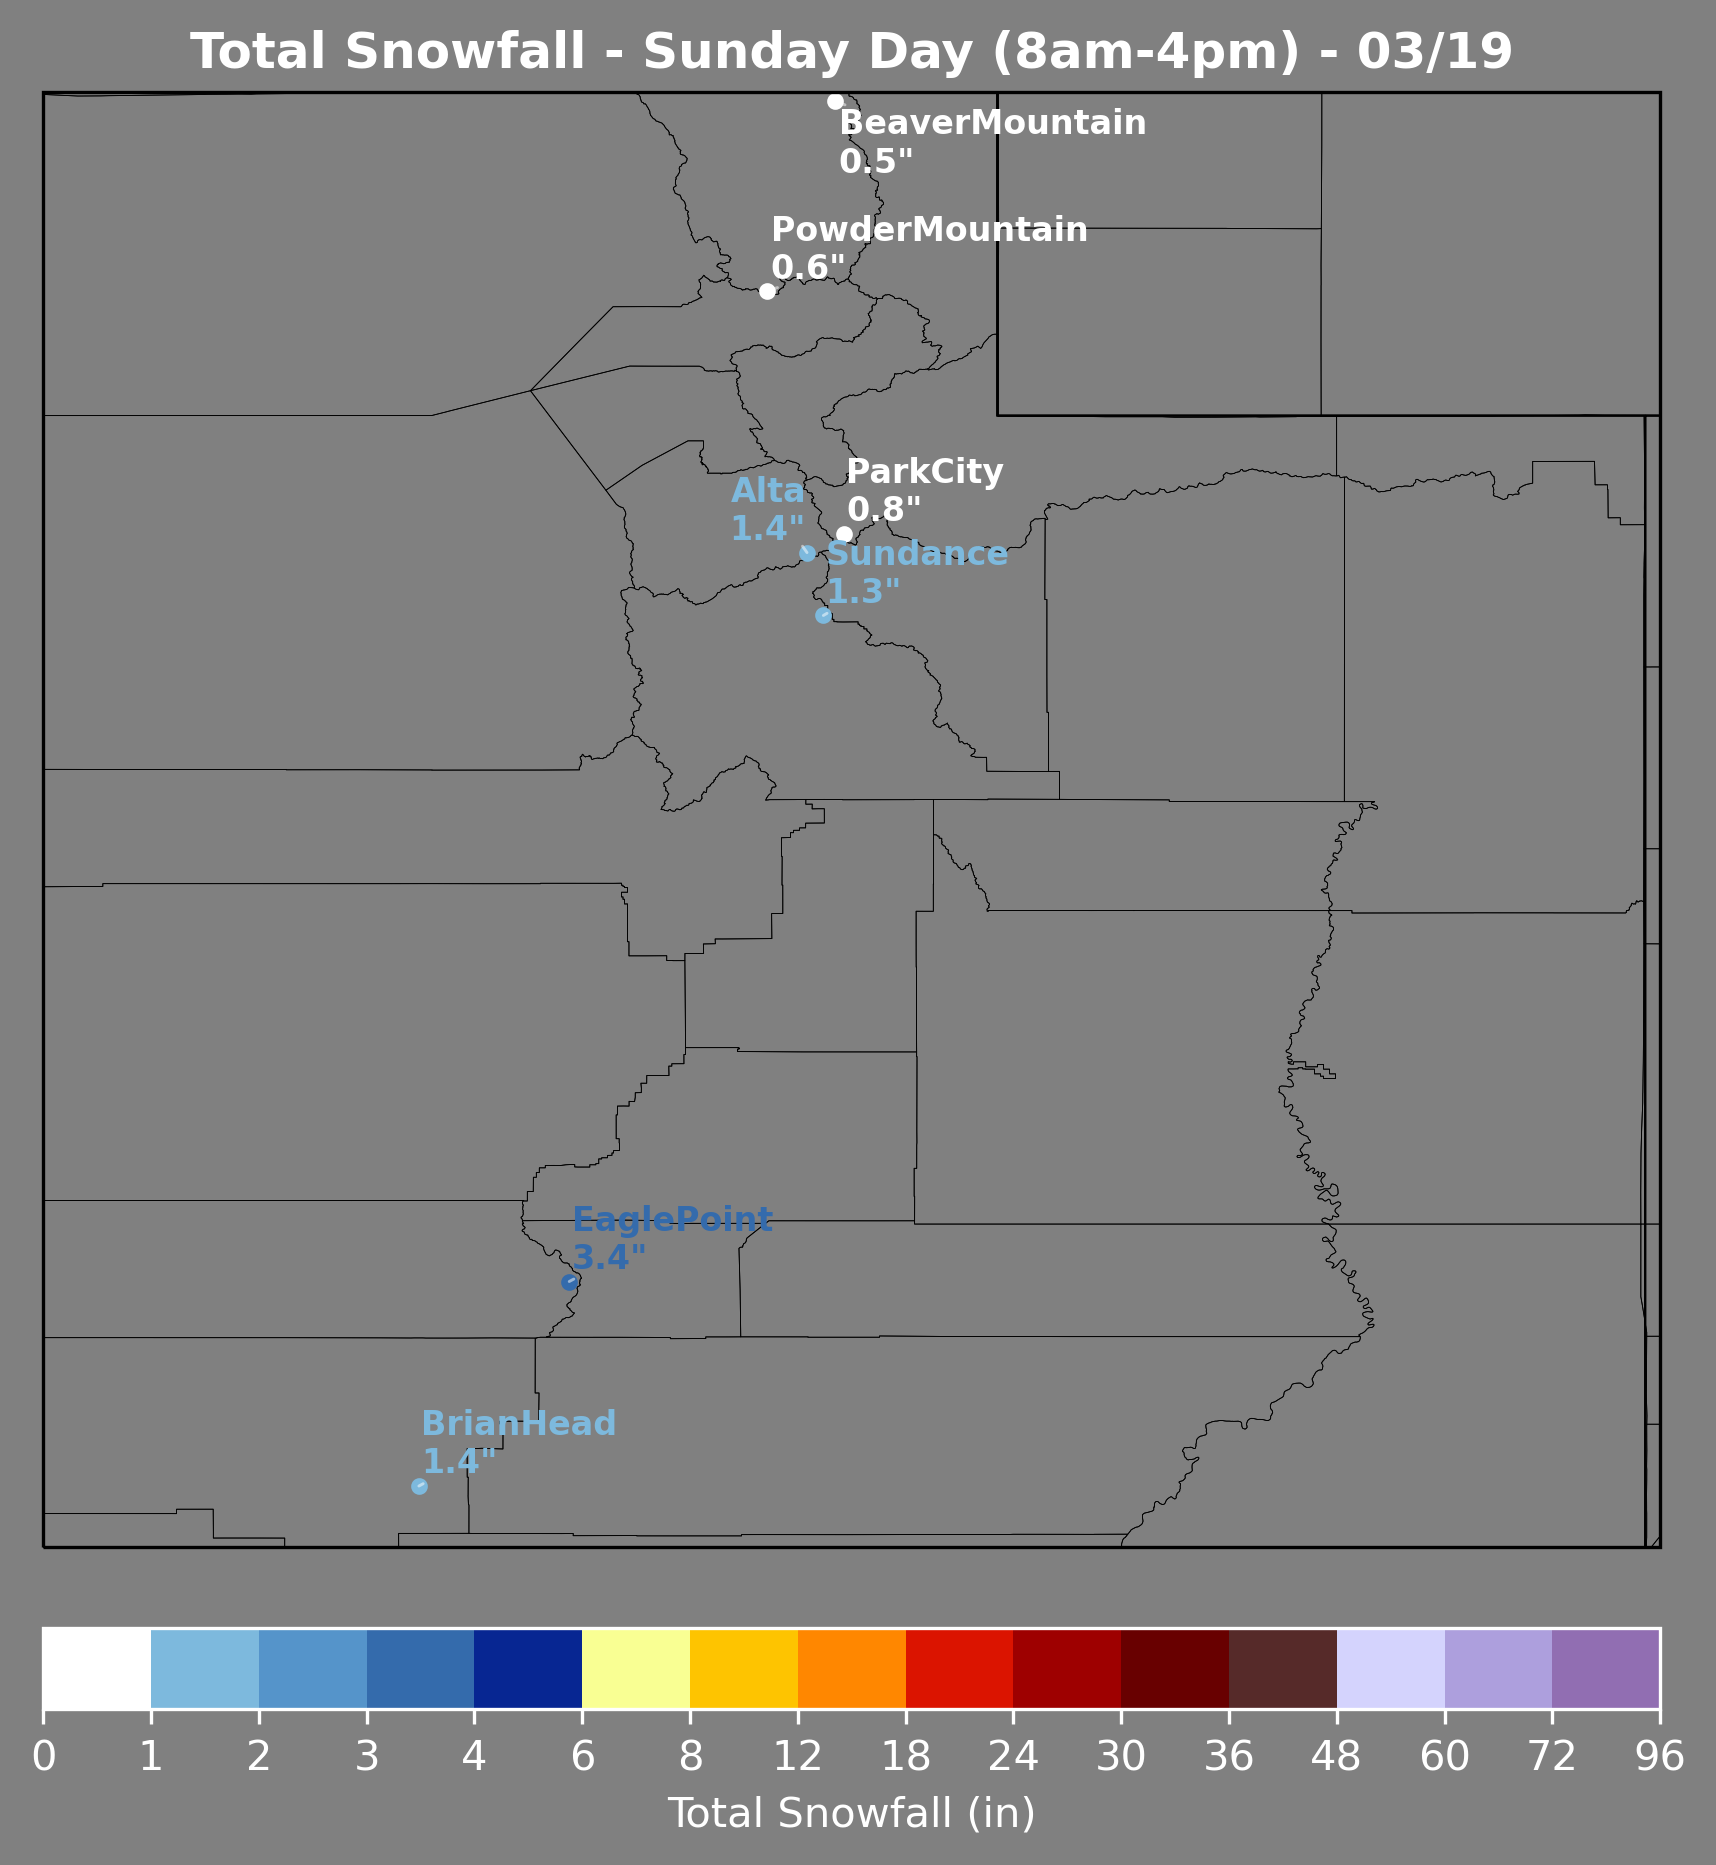 Total Snowfall - Sunday Day (8am-4pm) - 03/19
BeaverMountain
0.5"
PowderMountain
0.6"
ParkCity
0.8"
Alta
1.4"
Sundance
1.3"
EaglePoint
3.4"
BrianHead
1.4"
0 1 2 3 4 6 8 12 18 24 30 36 48 60 72 96
Total Snowfall (in)